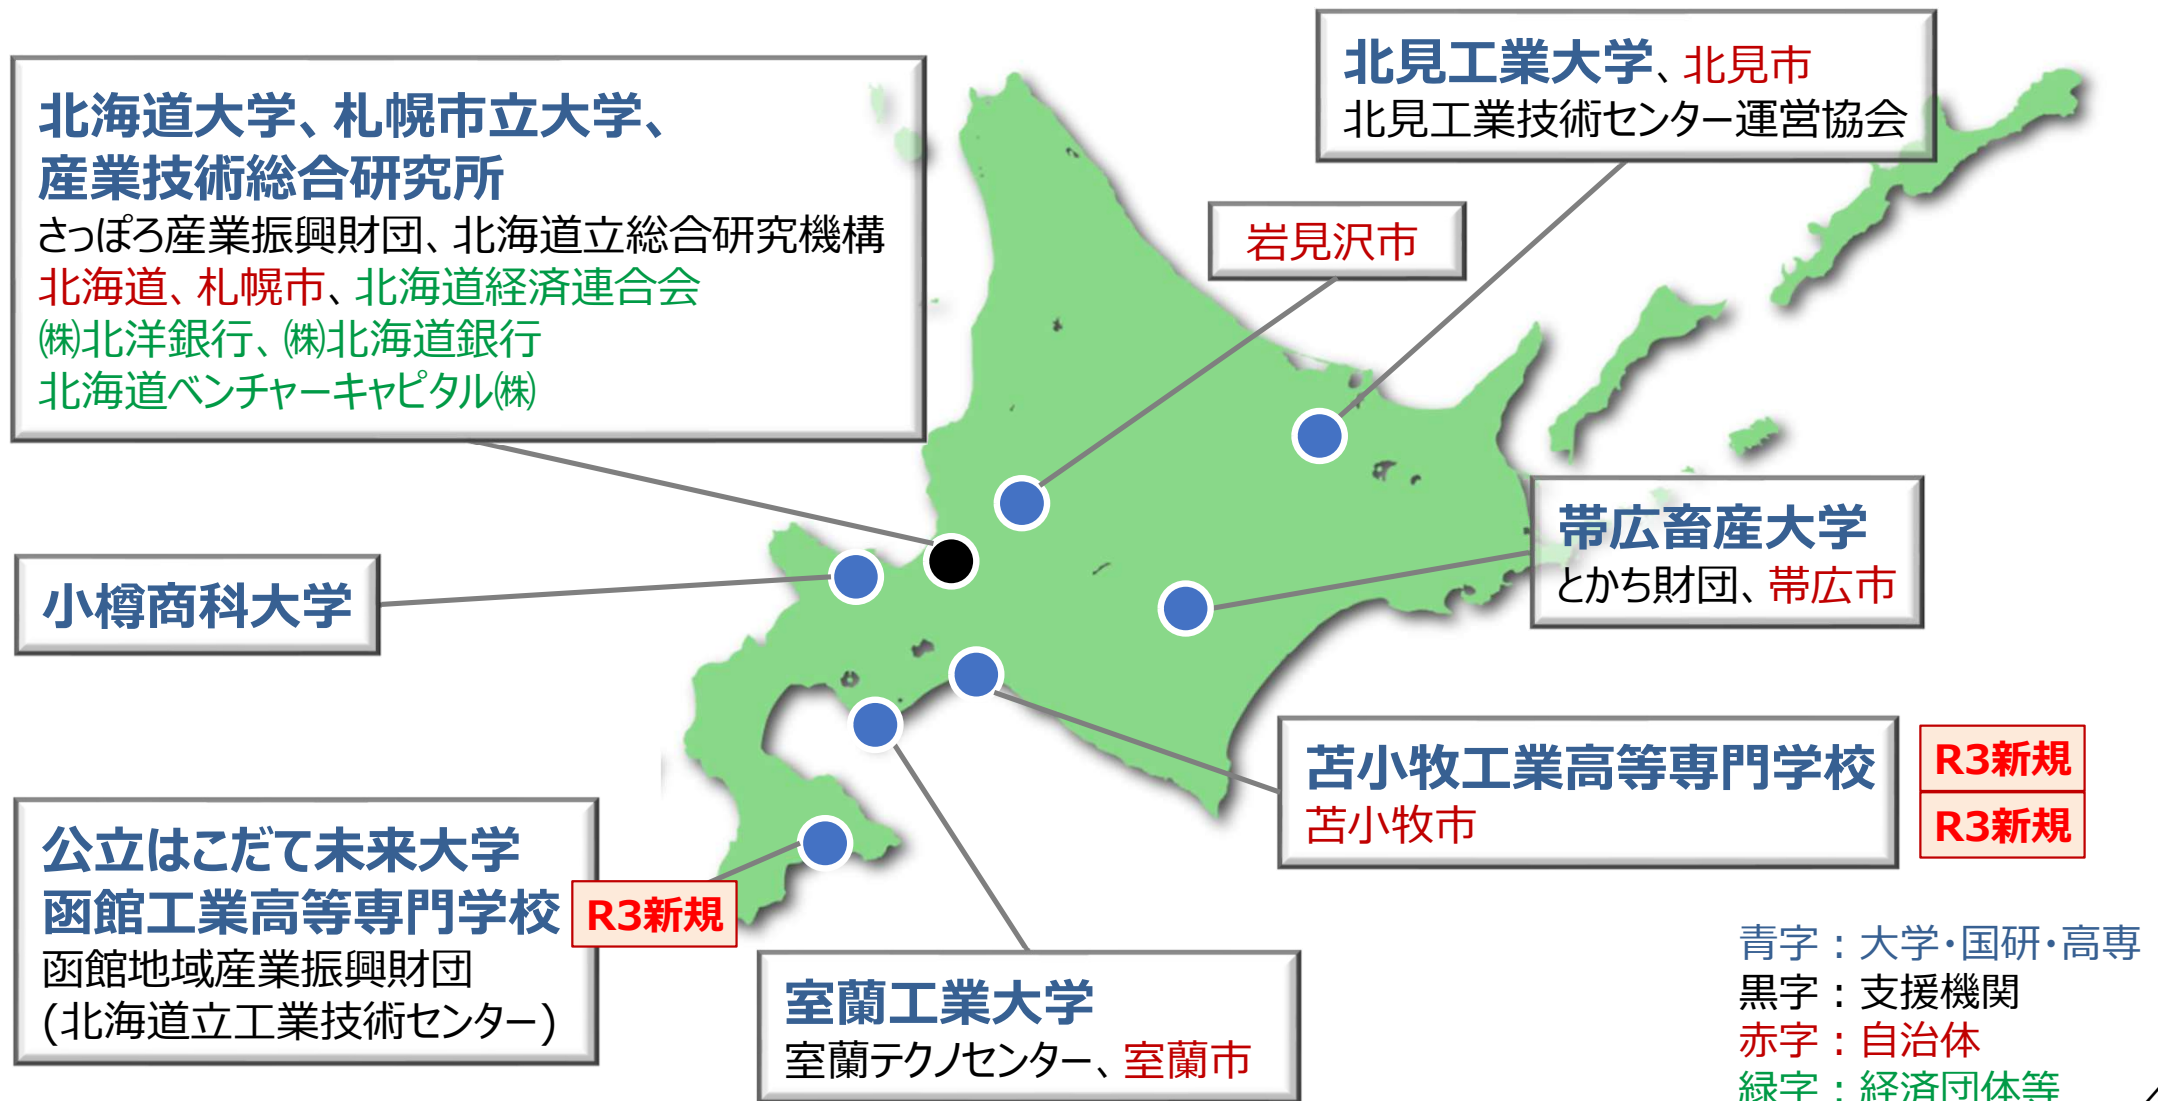 北海道大学、札幌市立大学、
産業技術総合研究所
さっぽろ産業振興財団、北海道立総合研究機構
北海道、札幌市、北海道経済連合会
㈱北洋銀行、㈱北海道銀行
北海道ベンチャーキャピタル㈱
北見工業大学、北見市
北見工業技術センター運営協会
岩見沢市
小樽商科大学
帯広畜産大学
とかち財団、帯広市
苫小牧工業高等専門学校
苫小牧市
R3新規
R3新規
公立はこだて未来大学
函館工業高等専門学校
函館地域産業振興財団
(北海道立工業技術センター)
R3新規
室蘭工業大学
室蘭テクノセンター、室蘭市
青字：大学・国研・高専
黒字：支援機関
赤字：自治体
緑字：経済団体等